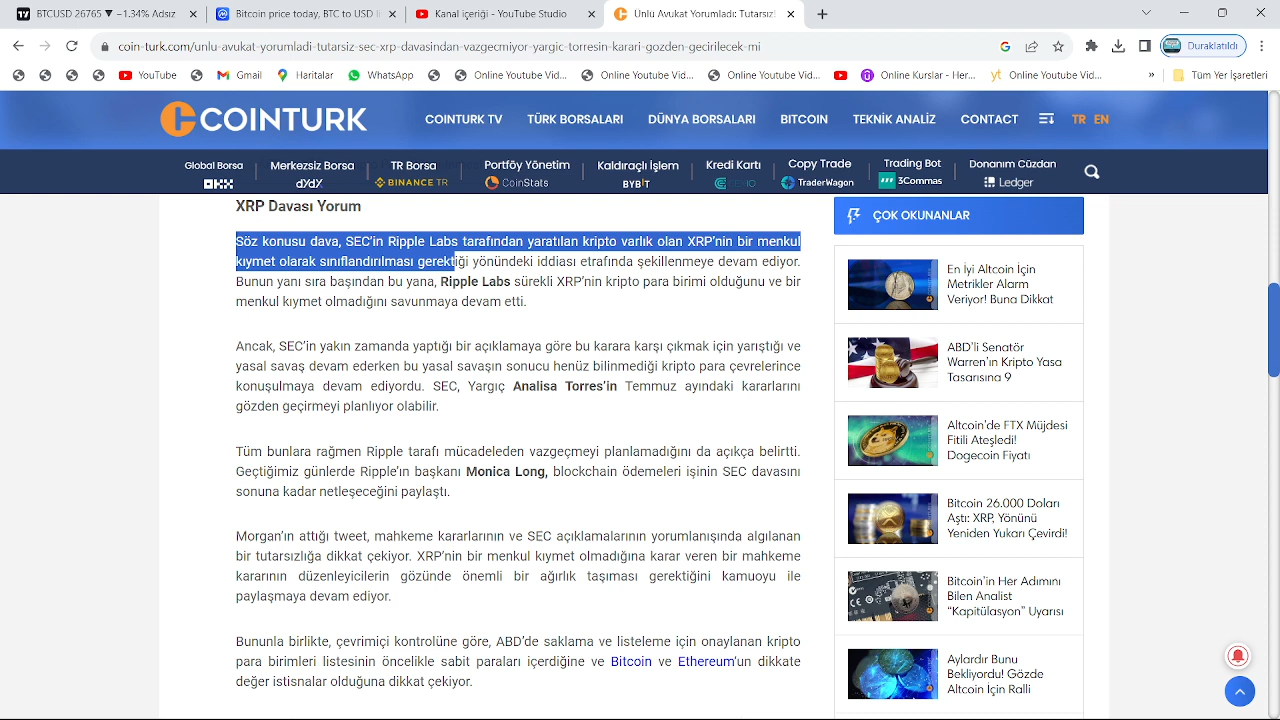 BTCUSD 26765 ▼ −1.34% Adsız
Bitcoin price today, BTC to USD li
Kanal İçeriği - YouTube Studio
Ünlü Avukat Yorumladı: Tutarsız!
coin-turk.com/unlu-avukat-yorumladi-tutarsiz-sec-xrp-davasindan-vazgecmiyor-yargic-torresin-karari-gozden-gecirilecek-mi
Duraklatıldı
YouTube
Gmail
Haritalar
WhatsApp
Online Youtube Vid...
Online Youtube Vid...
Online Youtube Vid...
Online Kurslar - Her...
Online Youtube Vid...
»
Tüm Yer İşaretleri
COINTURK
COINTURK TV
TÜRK BORSALARI
DÜNYA BORSALARI
BITCOIN
TEKNİK ANALİZ
CONTACT
TR EN
Global Borsa
Merkezsiz Borsa
TR Borsa
Portföy Yönetim
Kaldıraçlı İşlem
Kredi Kartı
Copy Trade
Trading Bot
Donanım Cüzdan
dYdX
BINANCE TR
CoinStats
BYBIT
TraderWagon
3Commas
Ledger
XRP Davası Yorum
Söz konusu dava, SEC’in Ripple Labs tarafından yaratılan kripto varlık olan XRP’nin bir menkul
kıymet olarak sınıflandırılması gerektiği yönündeki iddiası etrafında şekillenmeye devam ediyor.
Bunun yanı sıra başından bu yana, Ripple Labs sürekli XRP’nin kripto para birimi olduğunu ve bir
menkul kıymet olmadığını savunmaya devam etti.
Ancak, SEC’in yakın zamanda yaptığı bir açıklamaya göre bu karara karşı çıkmak için yarıştığı ve
yasal savaş devam ederken bu yasal savaşın sonucu henüz bilinmediği kripto para çevrelerince
konuşulmaya devam ediyordu. SEC, Yargıç Analisa Torres’in Temmuz ayındaki kararlarını
gözden geçirmeyi planlıyor olabilir.
Tüm bunlara rağmen Ripple tarafı mücadeleden vazgeçmeyi planlamadığını da açıkça belirtti.
Geçtiğimiz günlerde Ripple’ın başkanı Monica Long, blockchain ödemeleri işinin SEC davasını
sonuna kadar netleşeceğini paylaştı.
Morgan’ın attığı tweet, mahkeme kararlarının ve SEC açıklamalarının yorumlanışında algılanan
bir tutarsızlığa dikkat çekiyor. XRP’nin bir menkul kıymet olmadığına karar veren bir mahkeme
kararının düzenleyicilerin gözünde önemli bir ağırlık taşıması gerektiğini kamuoyu ile
paylaşmaya devam ediyor.
Bununla birlikte, çevrimiçi kontrolüne göre, ABD’de saklama ve listeleme için onaylanan kripto
para birimleri listesinin öncelikle sabit paraları içerdiğine ve Bitcoin ve Ethereum’un dikkate
değer istisnalar olduğuna dikkat çekiyor.
ÇOK OKUNANLAR
En İyi Altcoin İçin
Metrikler Alarm
Veriyor! Buna Dikkat
ABD’li Senatör
Warren’in Kripto Yasa
Tasarısına 9
Altcoin’de FTX Müjdesi
Fitili Ateşledi!
Dogecoin Fiyatı
Bitcoin 26.000 Doları
Aştı: XRP, Yönünü
Yeniden Yukarı Çevirdi!
Bitcoin’in Her Adımını
Bilen Analist
“Kapitülasyon” Uyarısı
Aylardır Bunu
Bekliyordu! Gözde
Altcoin İçin Ralli